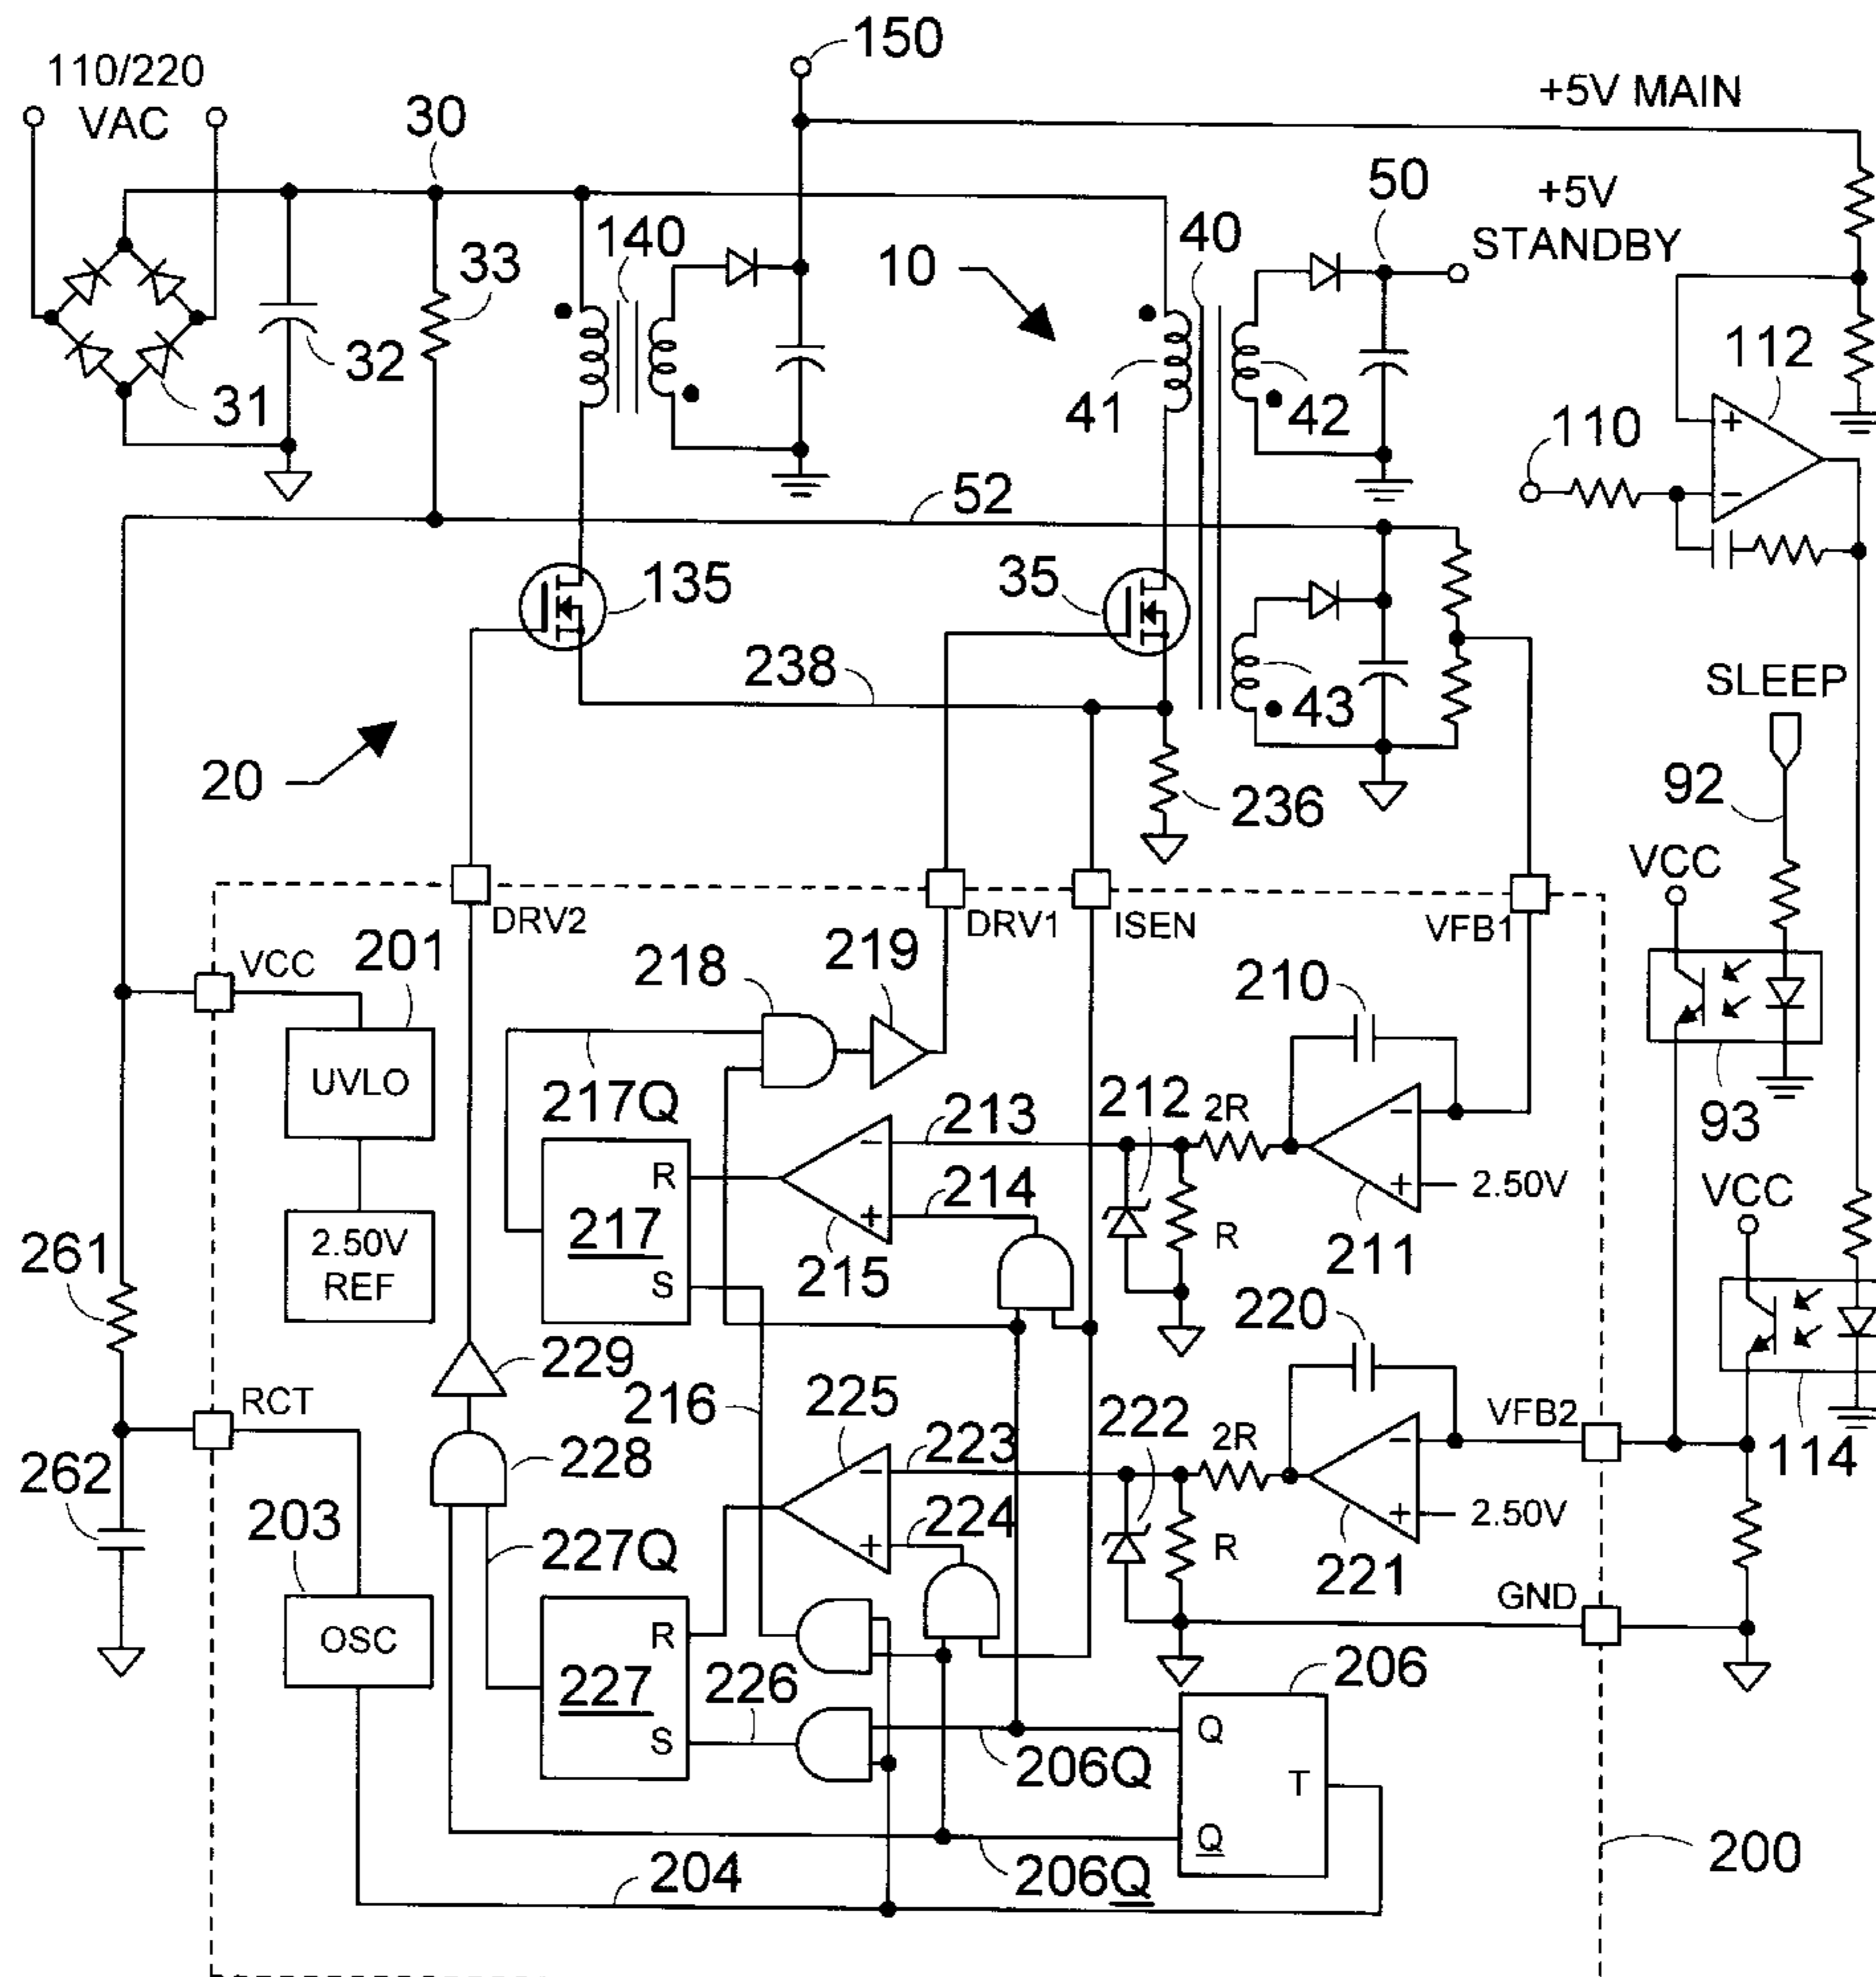 150
110/220
VAC
+5V MAIN
30
50
+5V
STANDBY
140
40
33
10
112
32
31
41
42
110
52
135
35
238
43
SLEEP
20
236
92
VCC
DRV2
DRV1
ISEN
VFB1
VCC
201
218
219
210
UVLO
217Q
213
212
2R
93
-
R
214
+
2.50V
VCC
217
215
R
211
261
2.50V
REF
S
220
229
216
225
RCT
222
VFB2
228
223
2R
114
262
203
224
2.50V
227Q
R
221
GND
OSC
R
206
227
226
S
Q
206Q
T
Q
204
206Q
200
+
-
+
-
+
-
+
-